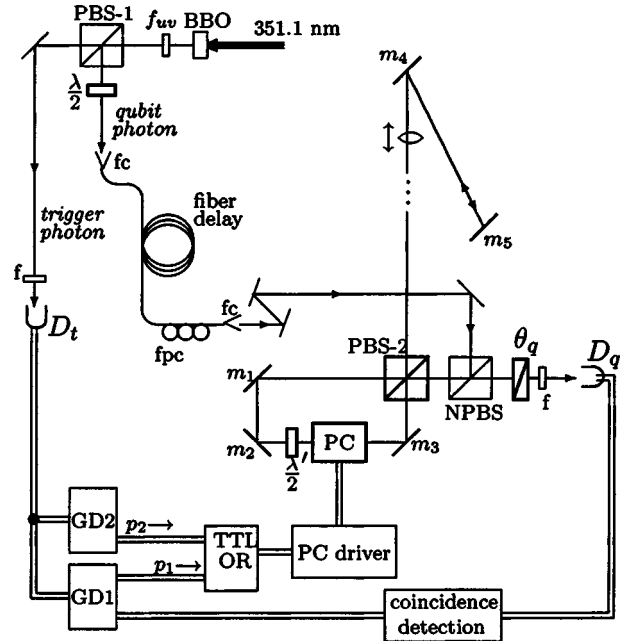 PBS-1
f_uv BBO
351.1 nm
λ/2
qubit
photon
fc
trigger
photon
fiber
delay
f
D_t
fc
fpc
m_4
m_5
PBS-2
θ_q
D_q
NPBS
f
m_1
m_2
λ/2 ′
PC
m_3
GD2
p_2→
TTL
OR
PC driver
p_1→
GD1
coincidence
detection